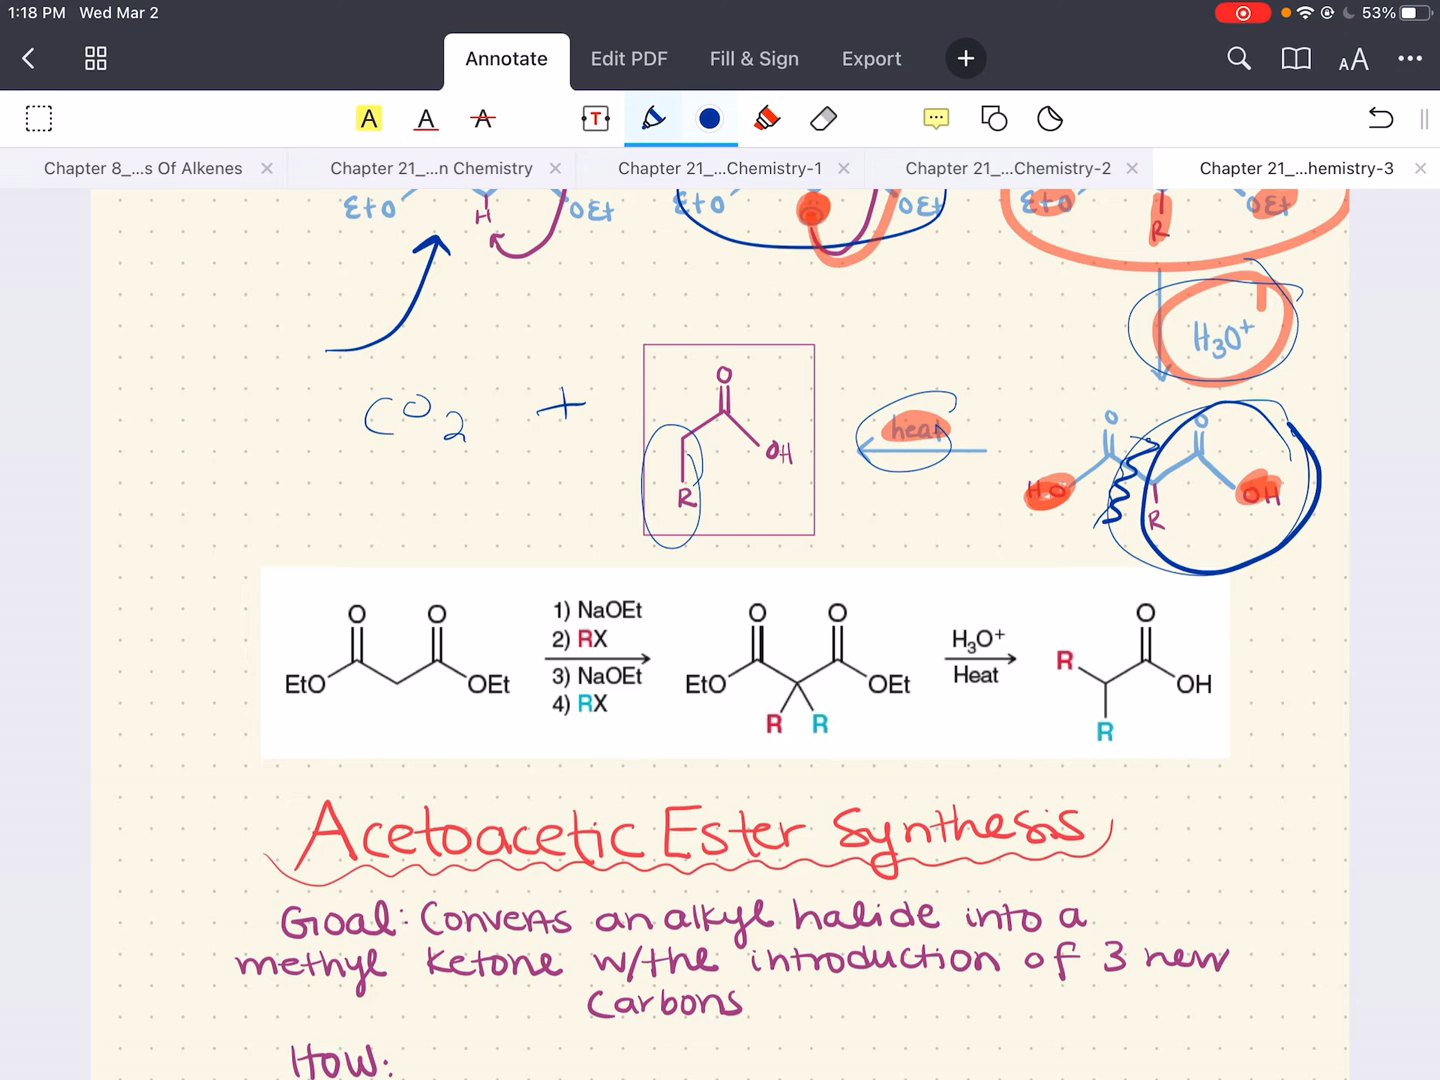 1:18 PM Wed Mar 2
53%
Annotate Edit PDF Fill & Sign Export
A A A T
Chapter 8_...s Of Alkenes Chapter 21_...n Chemistry Chapter 21_...Chemistry-1 Chapter 21_...Chemistry-2 Chapter 21_...hemistry-3
EtO H OEt EtO OEt EtO R OEt
H3O+
CO2 + O OH R
heat
O O HO R OH
O O EtO OEt
1) NaOEt
2) RX
3) NaOEt
4) RX
O O EtO OEt R R
H3O+
Heat
O R OH R
Acetoacetic Ester Synthesis
Goal: Converts an alkyl halide into a
methyl ketone w/the introduction of 3 new
Carbons
How: